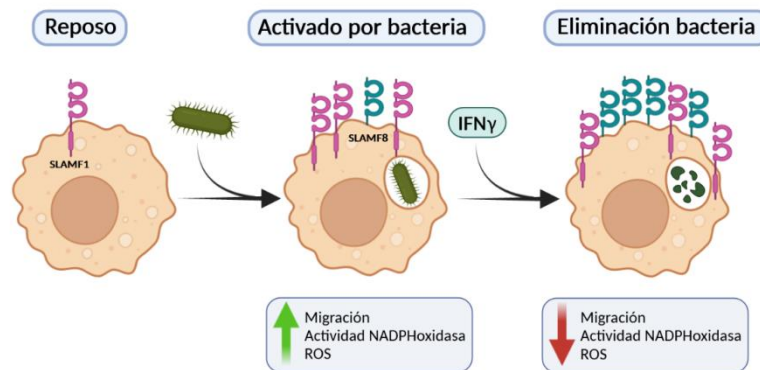 Reposo
Activado por bacteria
Eliminación bacteria
SLAMF1
SLAMF8
IFNγ
Migración
Actividad NADPHoxidasa
ROS
Migración
Actividad NADPHoxidasa
ROS